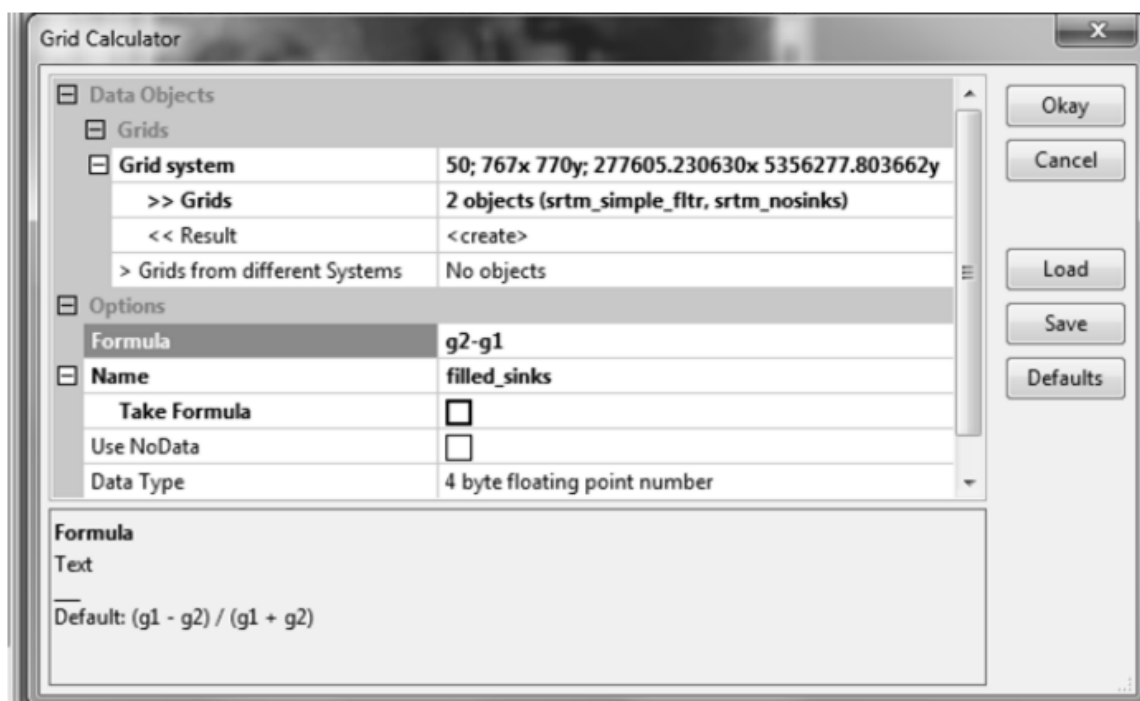 Grid Calculator
x
Data Objects
Grids
Grid system 50; 767x 770y; 277605.230630x 5356277.803662y
>> Grids 2 objects (srtm_simple_fltr, srtm_nosinks)
<< Result <create>
> Grids from different Systems No objects
Options
Formula g2-g1
Name filled_sinks
Take Formula
Use NoData
Data Type 4 byte floating point number
Okay
Cancel
Load
Save
Defaults
Formula
Text
__
Default: (g1 - g2) / (g1 + g2)